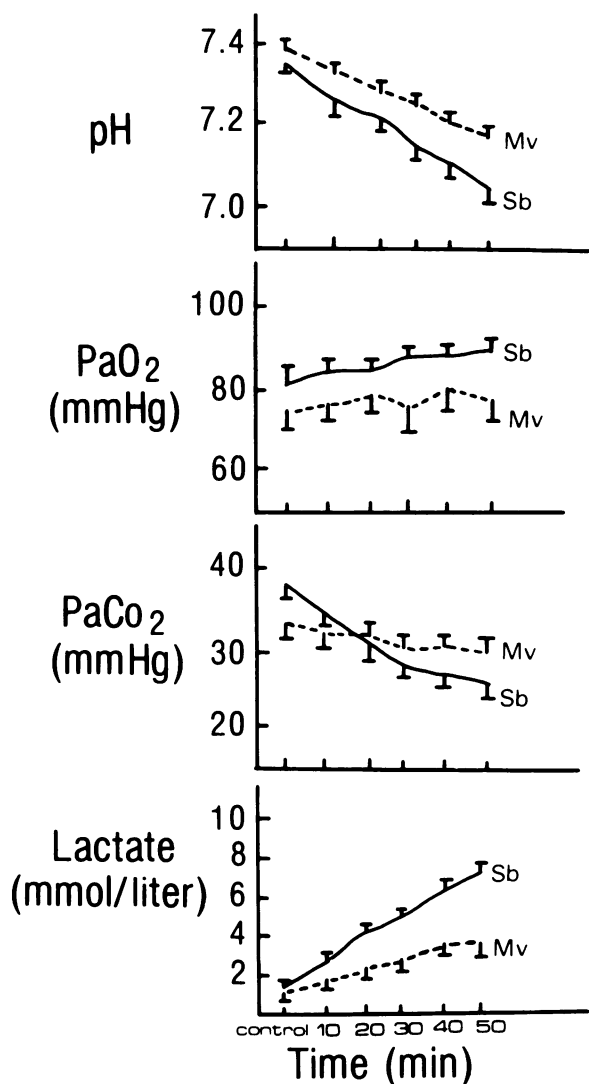 7.4
7.2
7.0
pH
Mv
Sb
100
80
60
PaO2
(mmHg)
Sb
Mv
40
30
20
PaCo2
(mmHg)
Mv
Sb
10
8
6
4
2
Lactate
(mmol/liter)
Sb
Mv
control 10 20 30 40 50
Time (min)